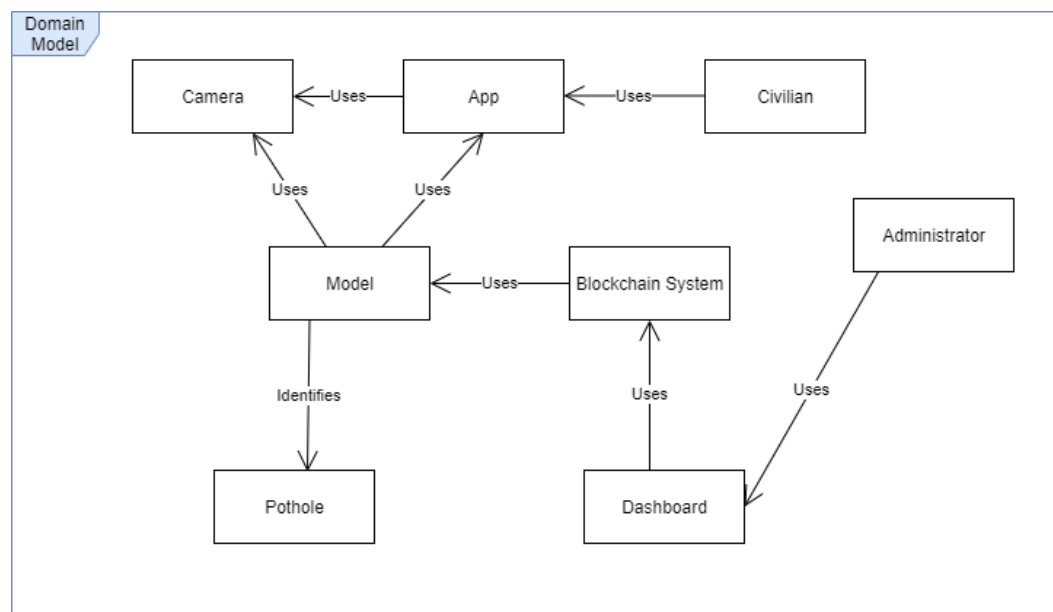 Domain
Model
Camera
Uses
App
Uses
Civilian
Uses
Uses
Administrator
Model
Uses
Blockchain System
Identifies
Uses
Uses
Pothole
Dashboard